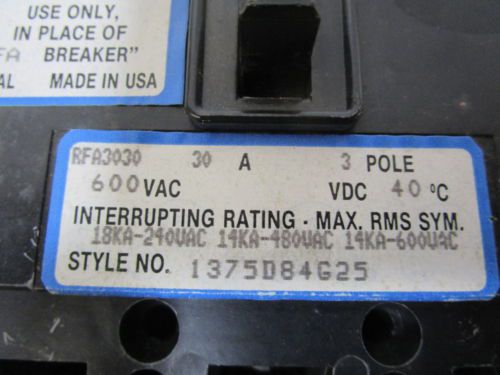 USE ONLY,
IN PLACE OF
FA BREAKER"
AL MADE IN USA
RFA3030 30 A 3 POLE
600 VAC VDC 40 °C
INTERRUPTING RATING - MAX. RMS SYM.
18KA-240VAC 14KA-480VAC 14KA-600VAC
STYLE NO. 1375D84G25